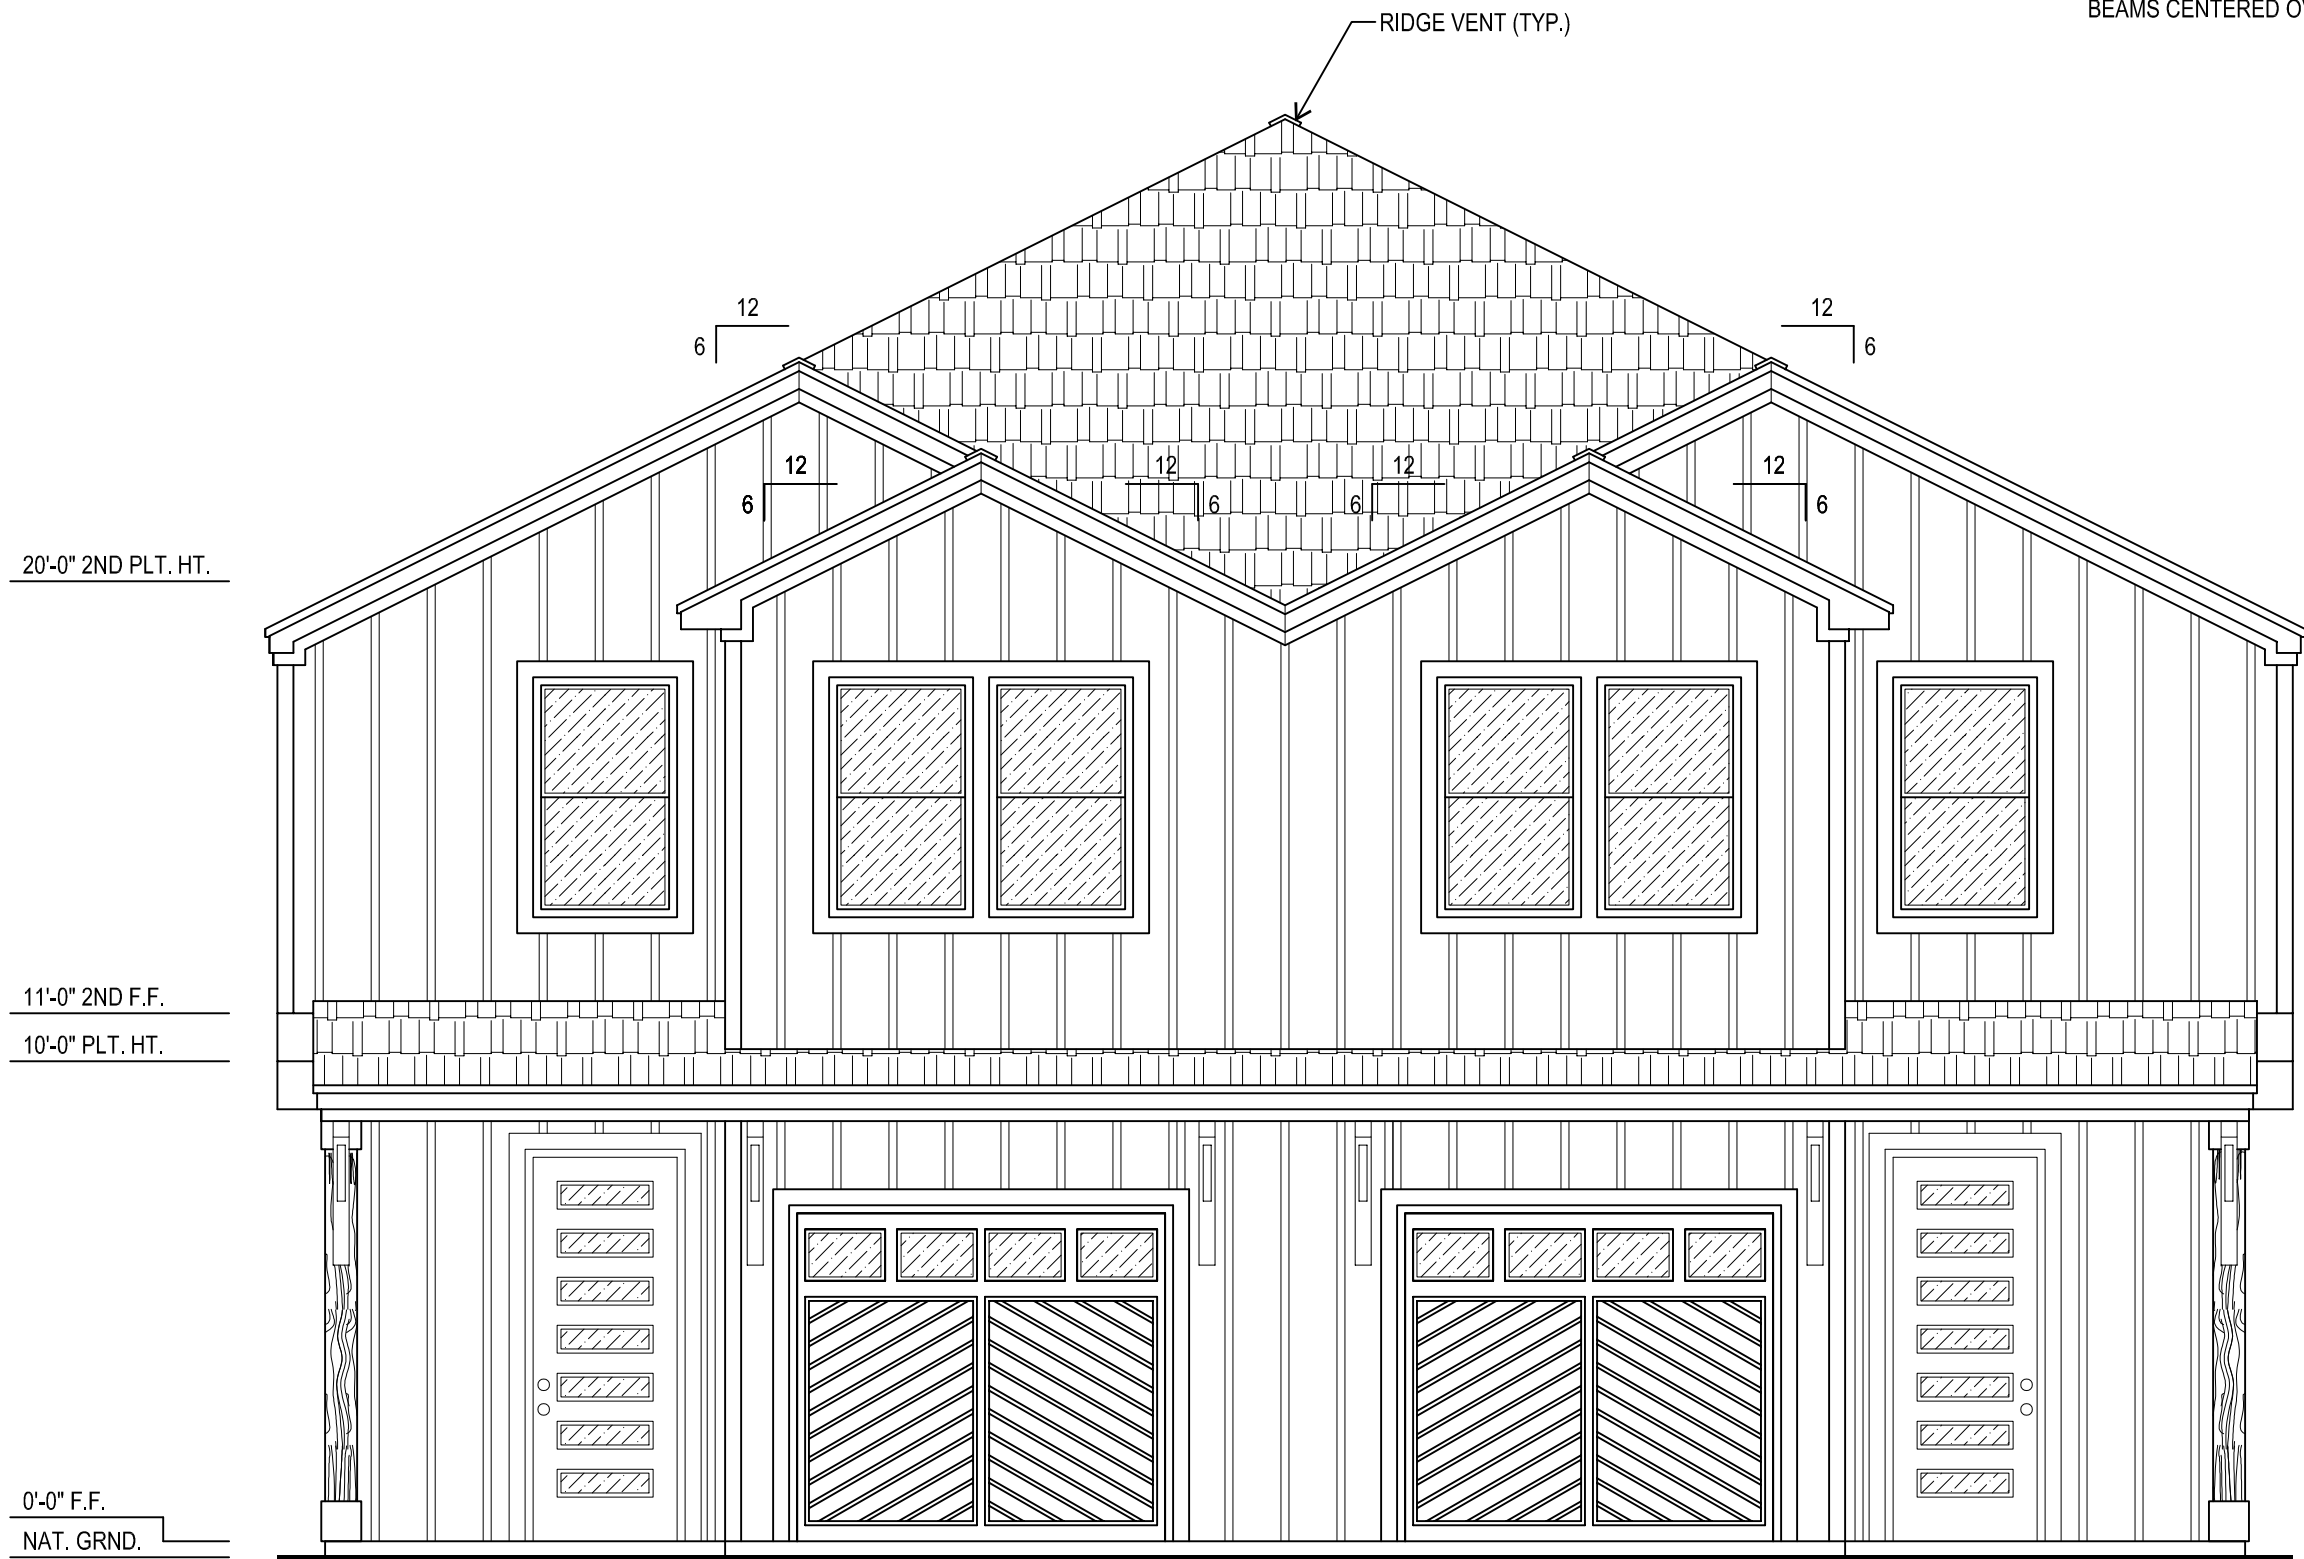 BEAMS CENTERED
RIDGE VENT (TYP.)
12
12
6
6
12
12
12
12
6
6
6
6
20'-0" 2ND PLT. HT.
11'-0" 2ND F.F.
10'-0" PLT. HT.
0'-0" F.F.
NAT. GRND.